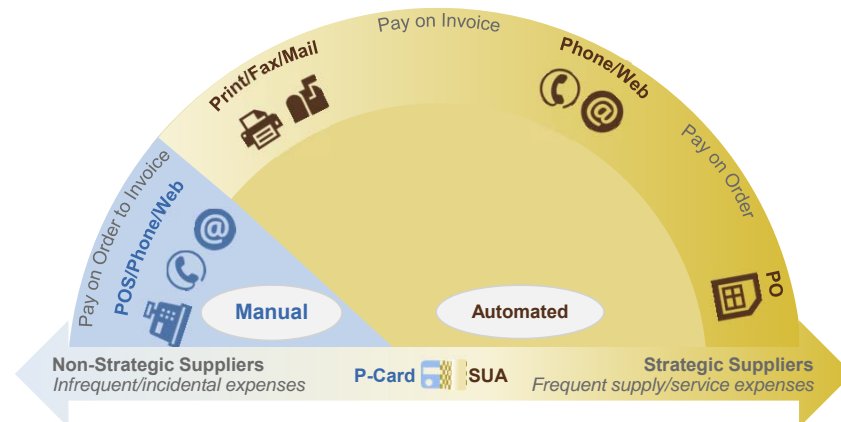 Pay on Invoice
Print/Fax/Mail
Phone/Web
Pay on Order to Invoice
POS/Phone/Web
Pay on Order
PO
Manual
Automated
Non-Strategic Suppliers
Infrequent/incidental expenses
P-Card
SUA
Strategic Suppliers
Frequent supply/service expenses